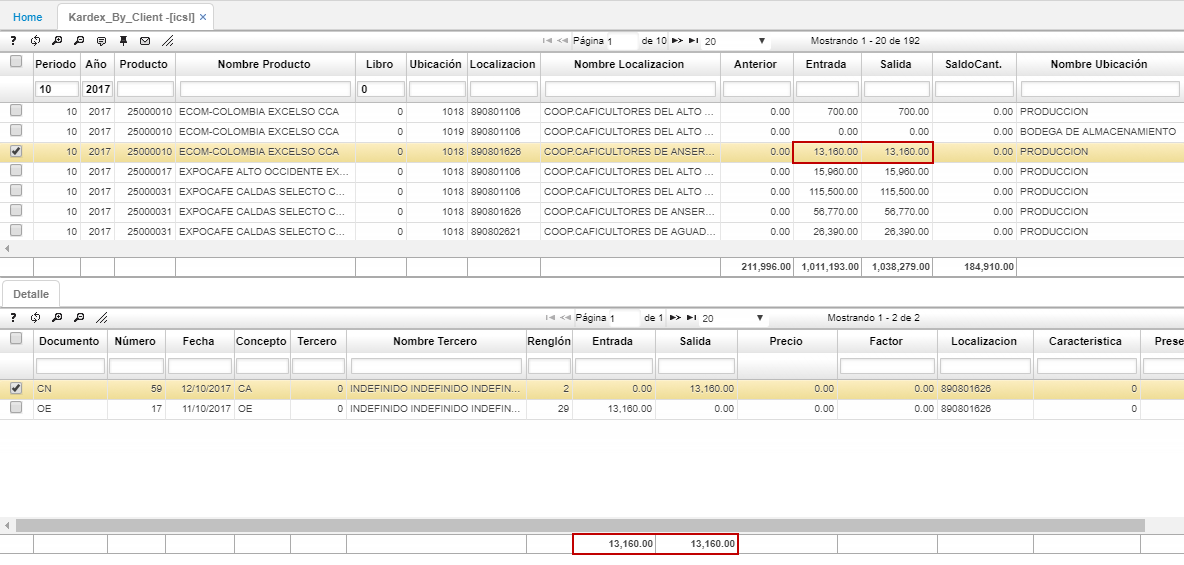 Home Kardex_By_Client -[icsl] ×
? Página 1 de 10 20 ▼ Mostrando 1 - 20 de 192
Periodo Año Producto Nombre Producto Libro Ubicación Localizacion Nombre Localizacion Anterior Entrada Salida SaldoCant. Nombre Ubicación
10 2017 0
10 2017 25000010 ECOM-COLOMBIA EXCELSO CCA 0 1018 890801106 COOP.CAFICULTORES DEL ALTO ... 0.00 700.00 700.00 0.00 PRODUCCION
10 2017 25000010 ECOM-COLOMBIA EXCELSO CCA 0 1019 890801106 COOP.CAFICULTORES DEL ALTO ... 0.00 0.00 0.00 0.00 BODEGA DE ALMACENAMIENTO
10 2017 25000010 ECOM-COLOMBIA EXCELSO CCA 0 1018 890801626 COOP.CAFICULTORES DE ANSER... 0.00 13,160.00 13,160.00 0.00 PRODUCCION
10 2017 25000017 EXPOCAFE ALTO OCCIDENTE EX... 0 1018 890801106 COOP.CAFICULTORES DEL ALTO ... 0.00 15,960.00 15,960.00 0.00 PRODUCCION
10 2017 25000031 EXPOCAFE CALDAS SELECTO C... 0 1018 890801106 COOP.CAFICULTORES DEL ALTO ... 0.00 115,500.00 115,500.00 0.00 PRODUCCION
10 2017 25000031 EXPOCAFE CALDAS SELECTO C... 0 1018 890801626 COOP.CAFICULTORES DE ANSER... 0.00 56,770.00 56,770.00 0.00 PRODUCCION
10 2017 25000031 EXPOCAFE CALDAS SELECTO C... 0 1018 890802621 COOP.CAFICULTORES DE AGUAD... 0.00 26,390.00 26,390.00 0.00 PRODUCCION
211,996.00 1,011,193.00 1,038,279.00 184,910.00
Detalle
? Página 1 de 1 20 ▼ Mostrando 1 - 2 de 2
Documento Número Fecha Concepto Tercero Nombre Tercero Renglón Entrada Salida Precio Factor Localizacion Caracteristica Prese
CN 59 12/10/2017 CA 0 INDEFINIDO INDEFINIDO INDEFIN... 2 0.00 13,160.00 0.00 0.00 890801626 0
OE 17 11/10/2017 OE 0 INDEFINIDO INDEFINIDO INDEFIN... 29 13,160.00 0.00 0.00 0.00 890801626 0
13,160.00 13,160.00